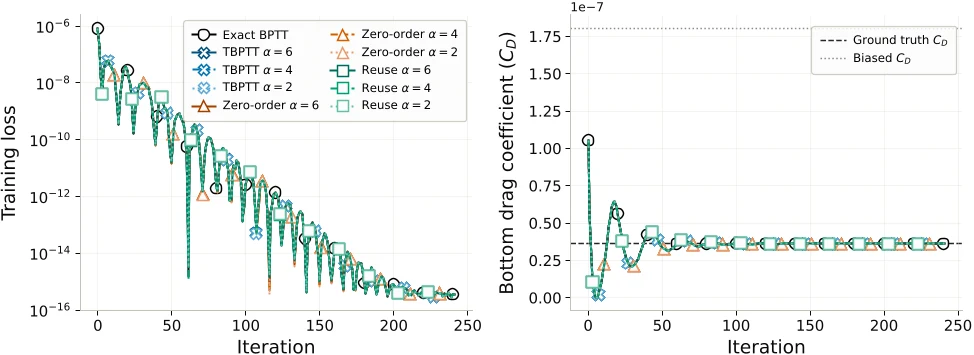 Training loss
10⁻⁶
10⁻⁸
10⁻¹⁰
10⁻¹²
10⁻¹⁴
10⁻¹⁶
Exact BPTT
TBPTT α = 6
TBPTT α = 4
TBPTT α = 2
Zero-order α = 6
Zero-order α = 4
Zero-order α = 2
Reuse α = 6
Reuse α = 4
Reuse α = 2
0 50 100 150 200 250
Iteration
Bottom drag coefficient (C_D)
1e−7
1.75
1.50
1.25
1.00
0.75
0.50
0.25
0.00
Ground truth C_D
Biased C_D
0 50 100 150 200 250
Iteration